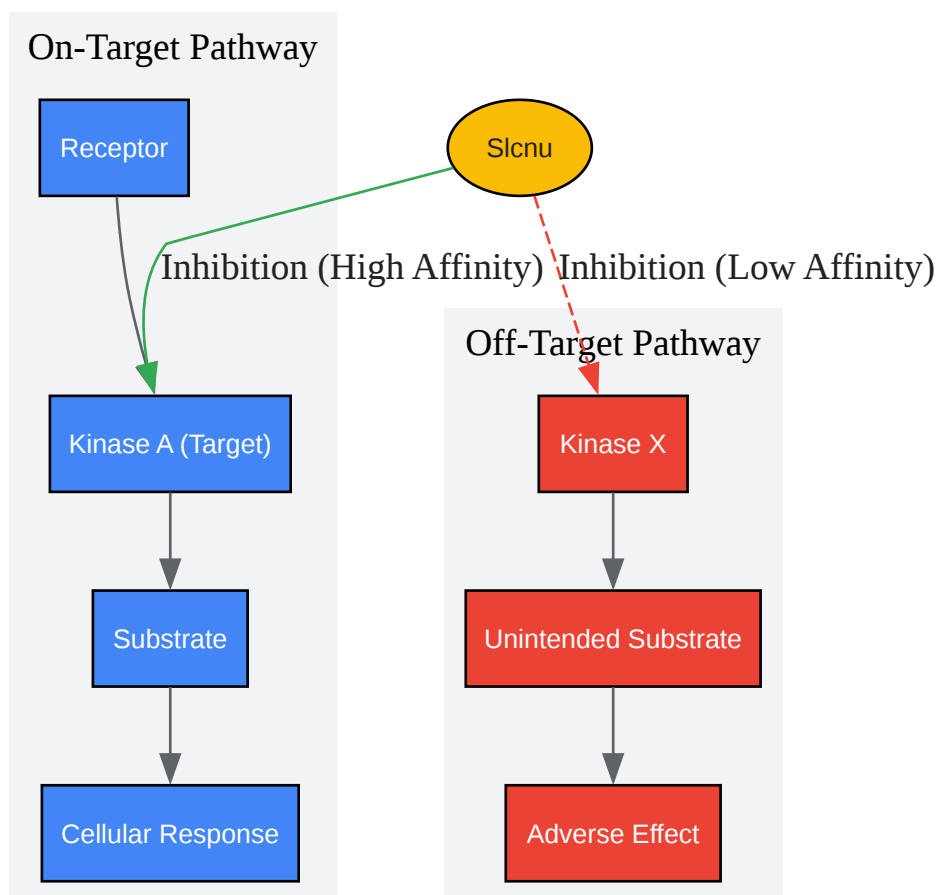 On-Target Pathway
Receptor
Slcnu
Inhibition (High Affinity)
Inhibition (Low Affinity)
Off-Target Pathway
Kinase A (Target)
Kinase X
Substrate
Unintended Substrate
Cellular Response
Adverse Effect